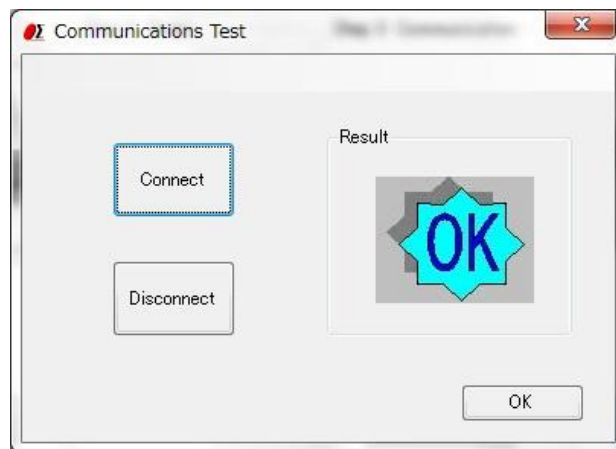 Communications Test
Connect
Disconnect
Result
OK
OK